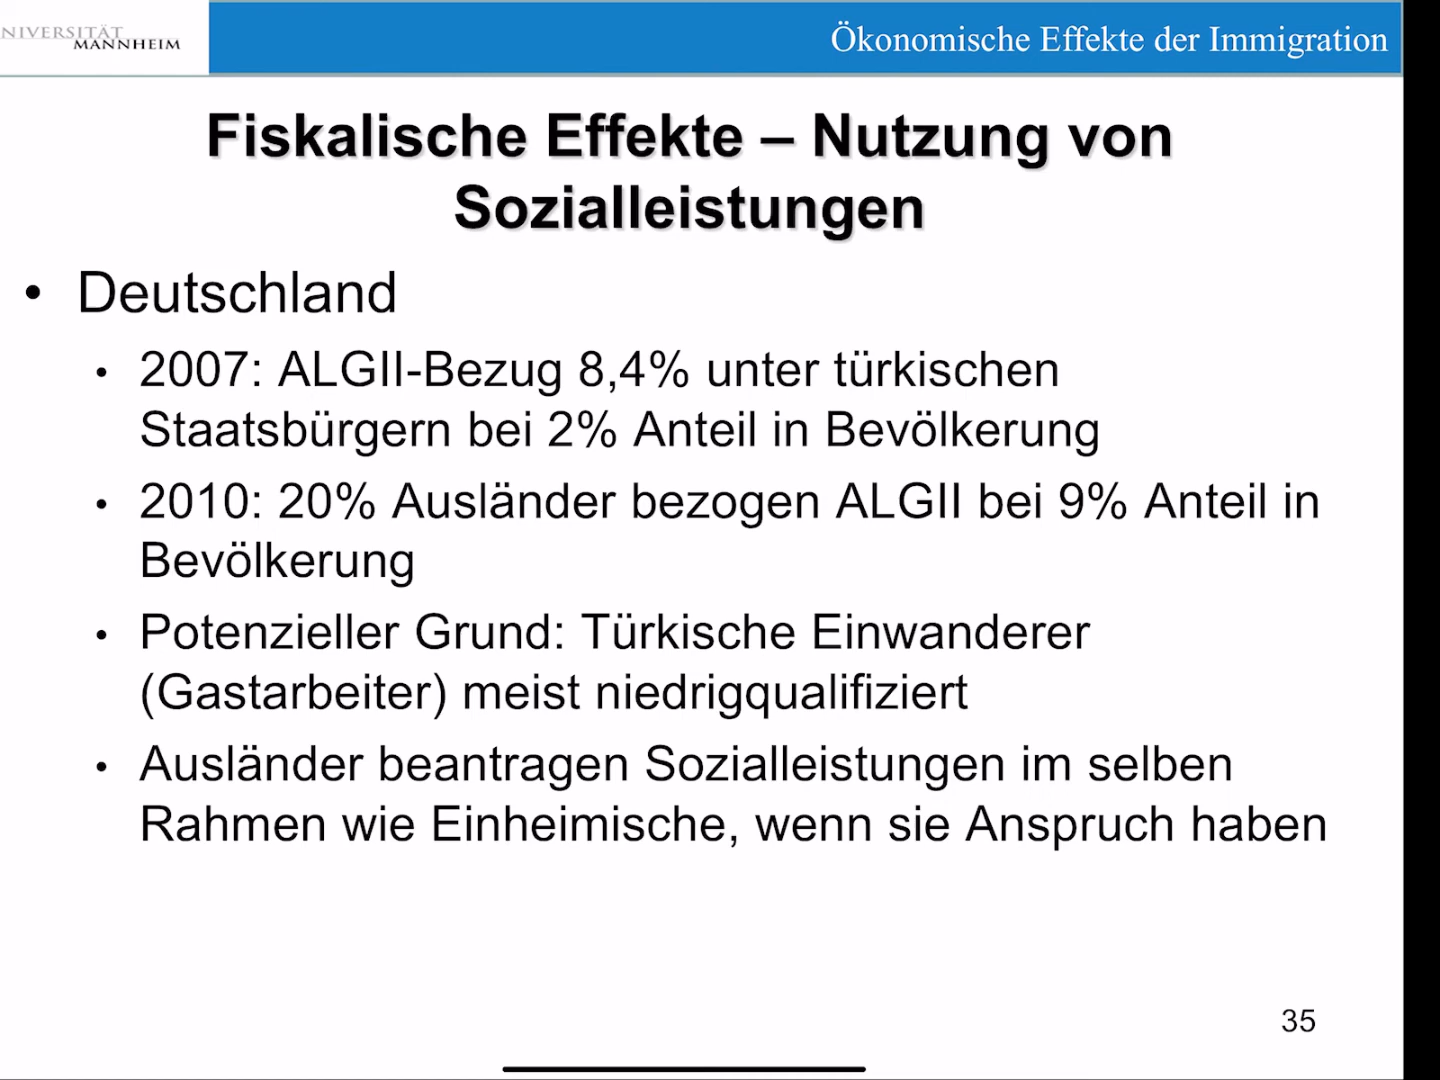 NIVERSITÄT
MANNHEIM
Ökonomische Effekte der Immigration
Fiskalische Effekte – Nutzung von
Sozialleistungen
• Deutschland
• 2007: ALGII-Bezug 8,4% unter türkischen
Staatsbürgern bei 2% Anteil in Bevölkerung
• 2010: 20% Ausländer bezogen ALGII bei 9% Anteil in
Bevölkerung
• Potenzieller Grund: Türkische Einwanderer
(Gastarbeiter) meist niedrigqualifiziert
• Ausländer beantragen Sozialleistungen im selben
Rahmen wie Einheimische, wenn sie Anspruch haben
35